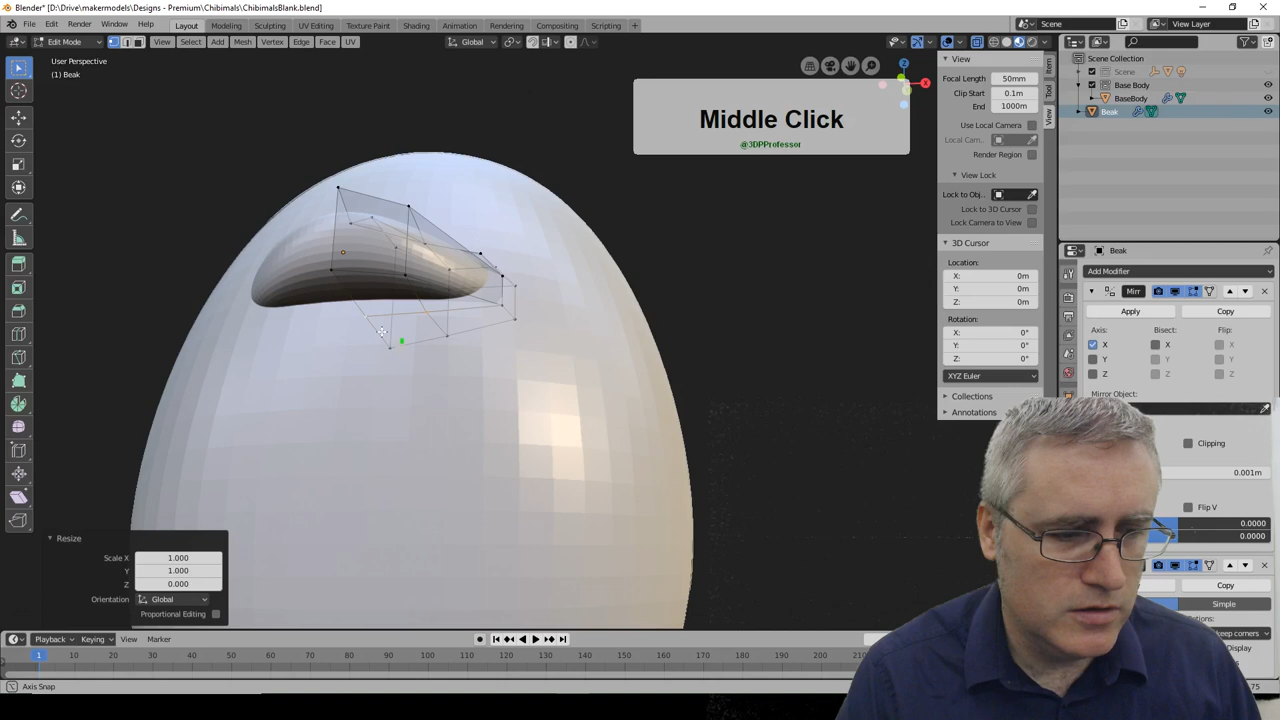 Blender* [D:\Drive\makermodels\Designs - Premium\Chibimals\ChibimalsBlank.blend]
File Edit Render Window Help Layout Modeling Sculpting UV Editing Texture Paint Shading Animation Rendering Compositing Scripting + Scene View Layer
Edit Mode View Select Add Mesh Vertex Edge Face UV Global
User Perspective
(1) Beak
Middle Click
@3DPProfessor
X
Z
View
Focal Length 50mm
Clip Start 0.1m
End 1000m
Use Local Camera
Local Cam..
Render Region
View Lock
Lock to Obj..
Lock to 3D Cursor
Lock Camera to View
3D Cursor
Location:
X: 0m
Y: 0m
Z: 0m
Rotation:
X: 0°
Y: 0°
Z: 0°
XYZ Euler
Collections
Annotations
Item
Tool
View
Scene Collection
Scene
Base Body
BaseBody
Beak
Beak
Add Modifier
Mirr
Apply Copy
Axis: Bisect: Flip:
X X X
Y Y Y
Z Z Z
Mirror Object:
Clipping
0.001m
Flip V
0.0000
0.0000
Copy
Simple
Resize
Scale X 1.000
Y 1.000
Z 0.000
Orientation Global
Proportional Editing
Playback Keying View Marker
1 10 20 30 40 50 60 70 80 90 100 110 120 130 140 150 160 170 180 190 200
Axis Snap